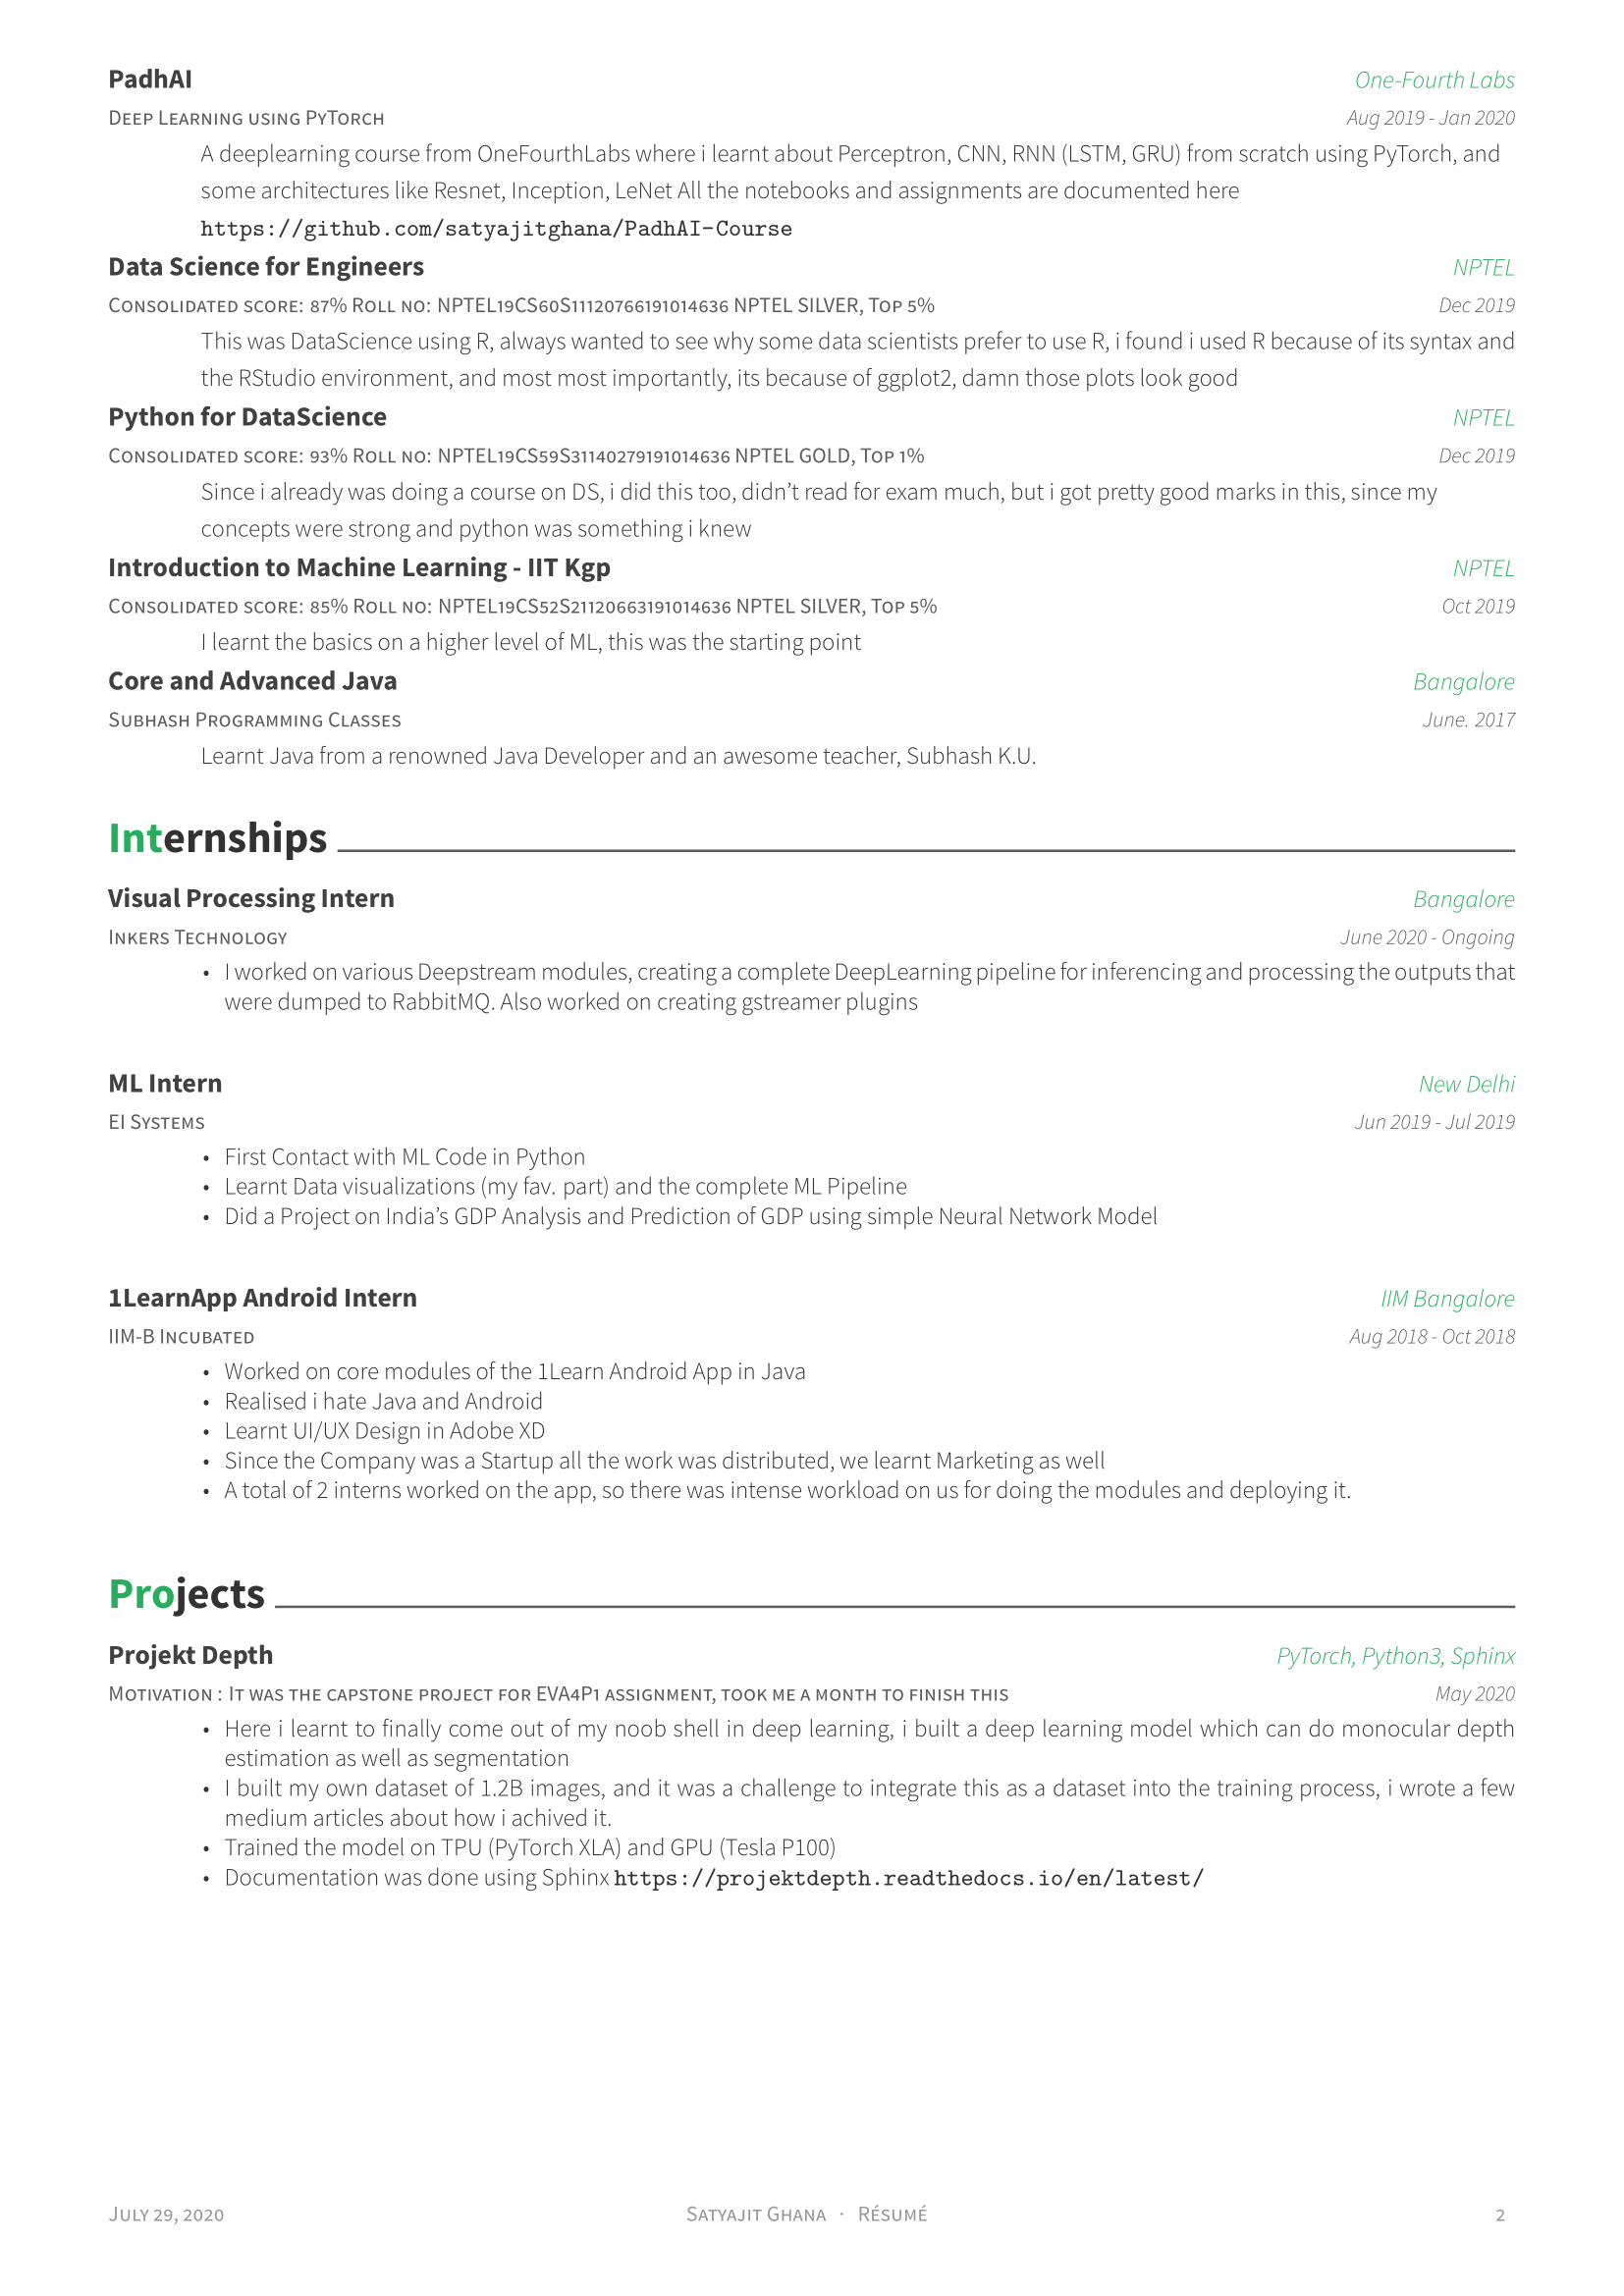 PadhAI One-Fourth Labs
Deep Learning using PyTorch Aug 2019 - Jan 2020
A deeplearning course from OneFourthLabs where i learnt about Perceptron, CNN, RNN (LSTM, GRU) from scratch using PyTorch, and
some architectures like Resnet, Inception, LeNet All the notebooks and assignments are documented here
https://github.com/satyajitghana/PadhAI-Course
Data Science for Engineers NPTEL
Consolidated score: 87% Roll no: NPTEL19CS60S11120766191014636 NPTEL SILVER, Top 5% Dec 2019
This was DataScience using R, always wanted to see why some data scientists prefer to use R, i found i used R because of its syntax and
the RStudio environment, and most most importantly, its because of ggplot2, damn those plots look good
Python for DataScience NPTEL
Consolidated score: 93% Roll no: NPTEL19CS59S31140279191014636 NPTEL GOLD, Top 1% Dec 2019
Since i already was doing a course on DS, i did this too, didn't read for exam much, but i got pretty good marks in this, since my
concepts were strong and python was something i knew
Introduction to Machine Learning - IIT Kgp NPTEL
Consolidated score: 85% Roll no: NPTEL19CS52S21120663191014636 NPTEL SILVER, Top 5% Oct 2019
I learnt the basics on a higher level of ML, this was the starting point
Core and Advanced Java Bangalore
Subhash Programming Classes June. 2017
Learnt Java from a renowned Java Developer and an awesome teacher, Subhash K.U.
Internships
Visual Processing Intern Bangalore
Inkers Technology June 2020 - Ongoing
• I worked on various Deepstream modules, creating a complete DeepLearning pipeline for inferencing and processing the outputs that
were dumped to RabbitMQ. Also worked on creating gstreamer plugins
ML Intern New Delhi
EI Systems Jun 2019 - Jul 2019
• First Contact with ML Code in Python
• Learnt Data visualizations (my fav. part) and the complete ML Pipeline
• Did a Project on India's GDP Analysis and Prediction of GDP using simple Neural Network Model
1LearnApp Android Intern IIM Bangalore
IIM-B Incubated Aug 2018 - Oct 2018
• Worked on core modules of the 1Learn Android App in Java
• Realised i hate Java and Android
• Learnt UI/UX Design in Adobe XD
• Since the Company was a Startup all the work was distributed, we learnt Marketing as well
• A total of 2 interns worked on the app, so there was intense workload on us for doing the modules and deploying it.
Projects
Projekt Depth PyTorch, Python3, Sphinx
Motivation : It was the capstone project for EVA4P1 assignment, took me a month to finish this May 2020
• Here i learnt to finally come out of my noob shell in deep learning, i built a deep learning model which can do monocular depth
estimation as well as segmentation
• I built my own dataset of 1.2B images, and it was a challenge to integrate this as a dataset into the training process, i wrote a few
medium articles about how i achived it.
• Trained the model on TPU (PyTorch XLA) and GPU (Tesla P100)
• Documentation was done using Sphinx https://projektdepth.readthedocs.io/en/latest/
July 29, 2020 Satyajit Ghana · Résumé 2